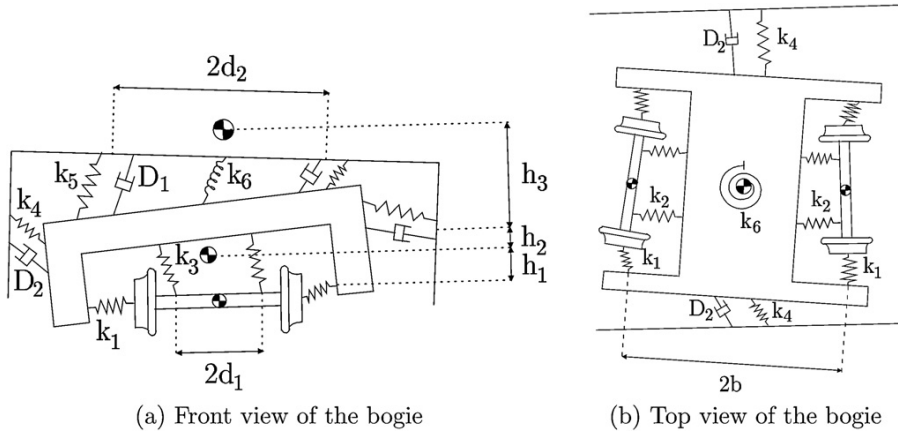 2d₂
k₅
D₁
k₆
k₄
h₃
h₂
h₁
D₂
k₃
k₁
2d₁
(a) Front view of the bogie
D₂
k₄
k₂
k₂
k₆
k₁
k₁
D₂
k₄
2b
(b) Top view of the bogie